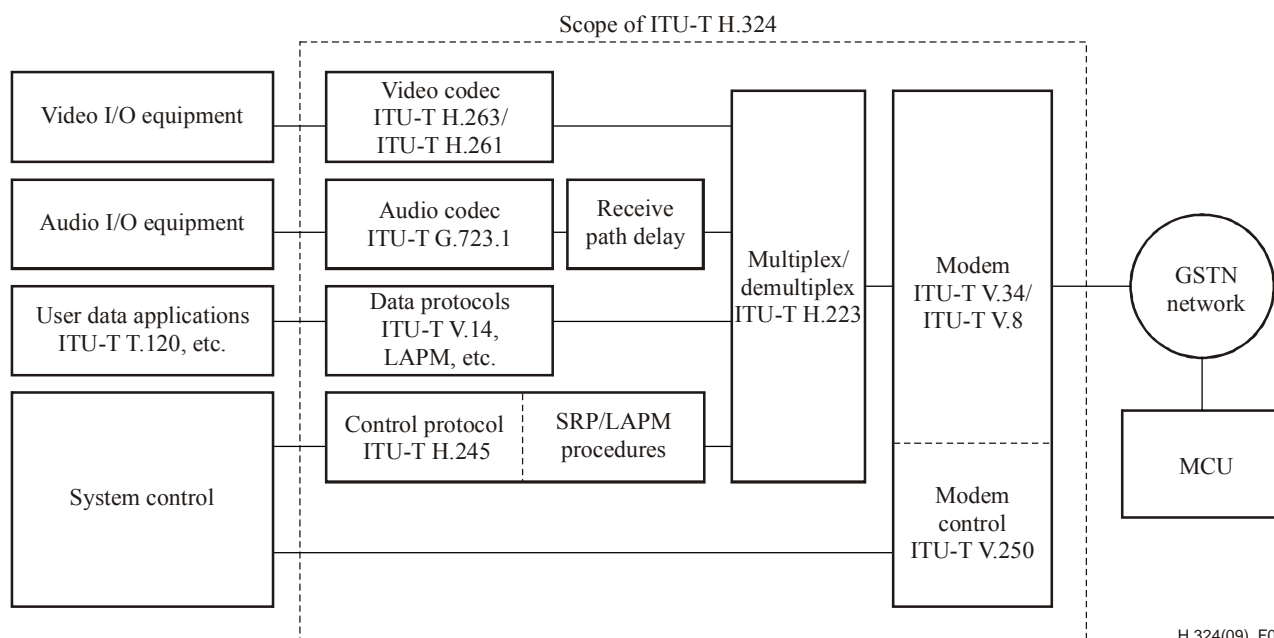 Scope of ITU-T H.324
Video I/O equipment
Video codec
ITU-T H.263/
ITU-T H.261
Audio I/O equipment
Audio codec
ITU-T G.723.1
Receive
path delay
User data applications
ITU-T T.120, etc.
Data protocols
ITU-T V.14,
LAPM, etc.
System control
Control protocol
ITU-T H.245
SRP/LAPM
procedures
Multiplex/
demultiplex
ITU-T H.223
Modem
ITU-T V.34/
ITU-T V.8
Modem
control
ITU-T V.250
GSTN
network
MCU
H.324(09)